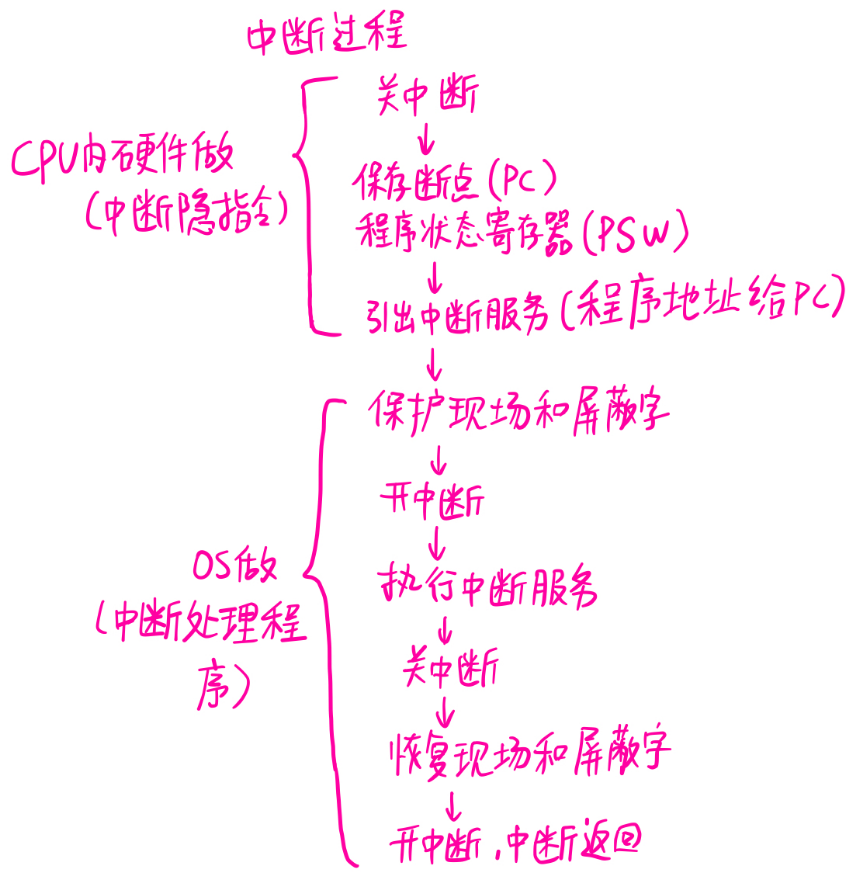 中断过程
关中断
CPU内硬件做
(中断隐指令)
保存断点(PC)
程序状态寄存器(PSW)
引出中断服务(程序地址给PC)
保护现场和屏蔽字
开中断
OS做
(中断处理程
序)
执行中断服务
关中断
恢复现场和屏蔽字
开中断,中断返回